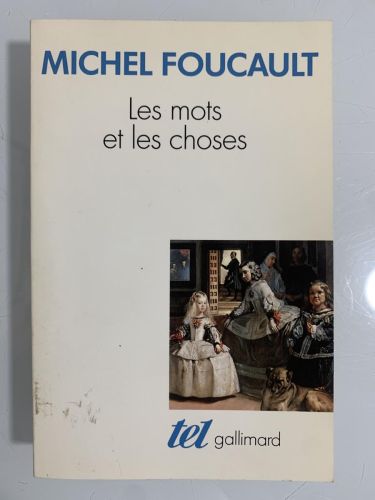 MICHEL FOUCAULT
Les mots
et les choses
tel gallimard